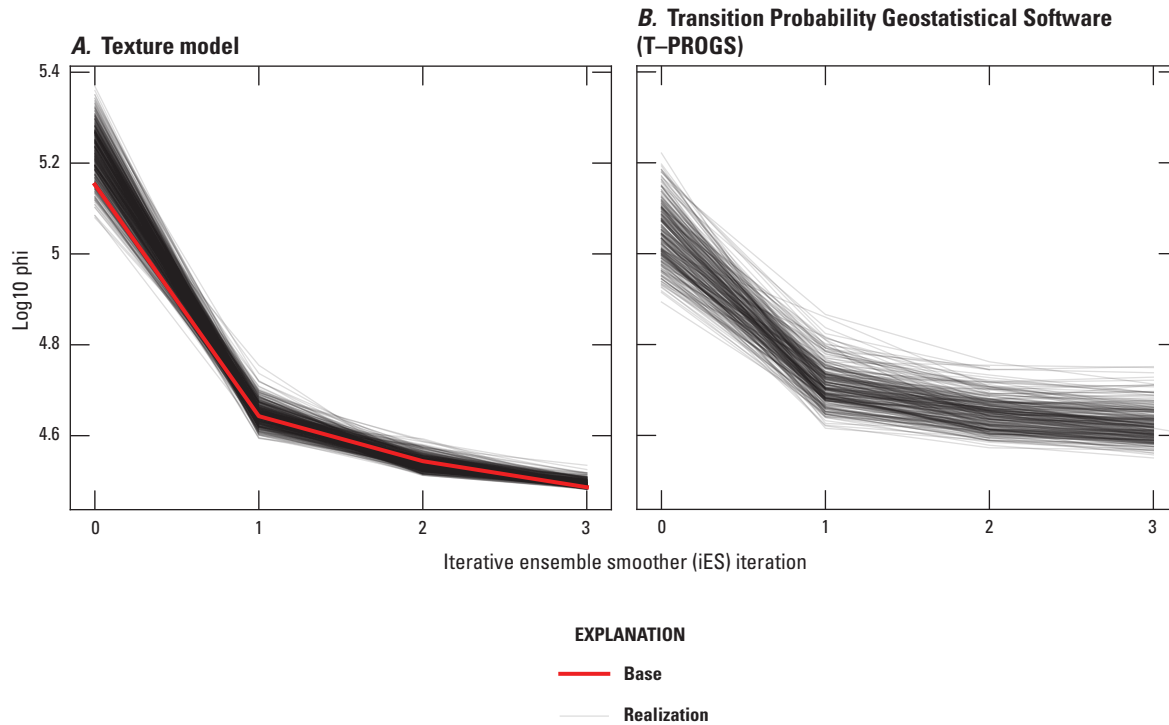 A. Texture model
B. Transition Probability Geostatistical Software
(T–PROGS)
5.4
5.2
5
4.8
4.6
Log10 phi
0
1
2
3
0
1
2
3
Iterative ensemble smoother (iES) iteration
EXPLANATION
Base
Realization